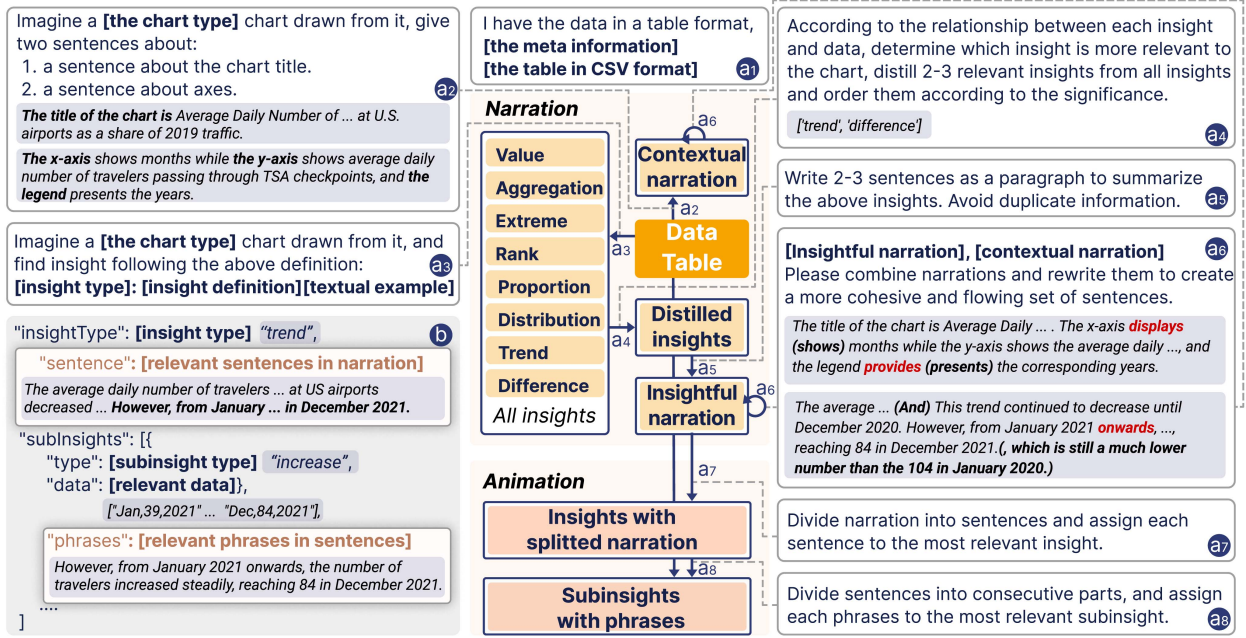 Imagine a [the chart type] chart drawn from it, give
two sentences about:
1. a sentence about the chart title.
2. a sentence about axes.
a2
The title of the chart is Average Daily Number of ... at U.S.
airports as a share of 2019 traffic.
The x-axis shows months while the y-axis shows average daily
number of travelers passing through TSA checkpoints, and the
legend presents the years.
Imagine a [the chart type] chart drawn from it, and
find insight following the above definition:
a3
[insight type]: [insight definition][textual example]
"insightType": [insight type] “trend”,
b
"sentence": [relevant sentences in narration]
The average daily number of travelers ... at US airports
decreased ... However, from January ... in December 2021.
"subInsights": [{
"type": [subinsight type] “increase”,
"data": [relevant data]},
["Jan,39,2021" ... "Dec,84,2021"],
"phrases": [relevant phrases in sentences]
However, from January 2021 onwards, the number of
travelers increased steadily, reaching 84 in December 2021.
....
]
I have the data in a table format,
[the meta information]
[the table in CSV format]
a1
Narration
Value
Aggregation
Extreme
Rank
Proportion
Distribution
Trend
Difference
All insights
a6
Contextual
narration
a2
Data
Table
a3
a4
Distilled
insights
a5
Insightful
narration
a6
Animation
a7
Insights with
splitted narration
a8
Subinsights
with phrases
According to the relationship between each insight
and data, determine which insight is more relevant to
the chart, distill 2-3 relevant insights from all insights
and order them according to the significance.
['trend', 'difference']
a4
Write 2-3 sentences as a paragraph to summarize
the above insights. Avoid duplicate information.
a5
[Insightful narration], [contextual narration]
a6
Please combine narrations and rewrite them to create
a more cohesive and flowing set of sentences.
The title of the chart is Average Daily ... . The x-axis displays
(shows) months while the y-axis shows the average daily ..., and
the legend provides (presents) the corresponding years.
The average ... (And) This trend continued to decrease until
December 2020. However, from January 2021 onwards, ...,
reaching 84 in December 2021.(, which is still a much lower
number than the 104 in January 2020.)
Divide narration into sentences and assign each
sentence to the most relevant insight.
a7
Divide sentences into consecutive parts, and assign
each phrases to the most relevant subinsight.
a8